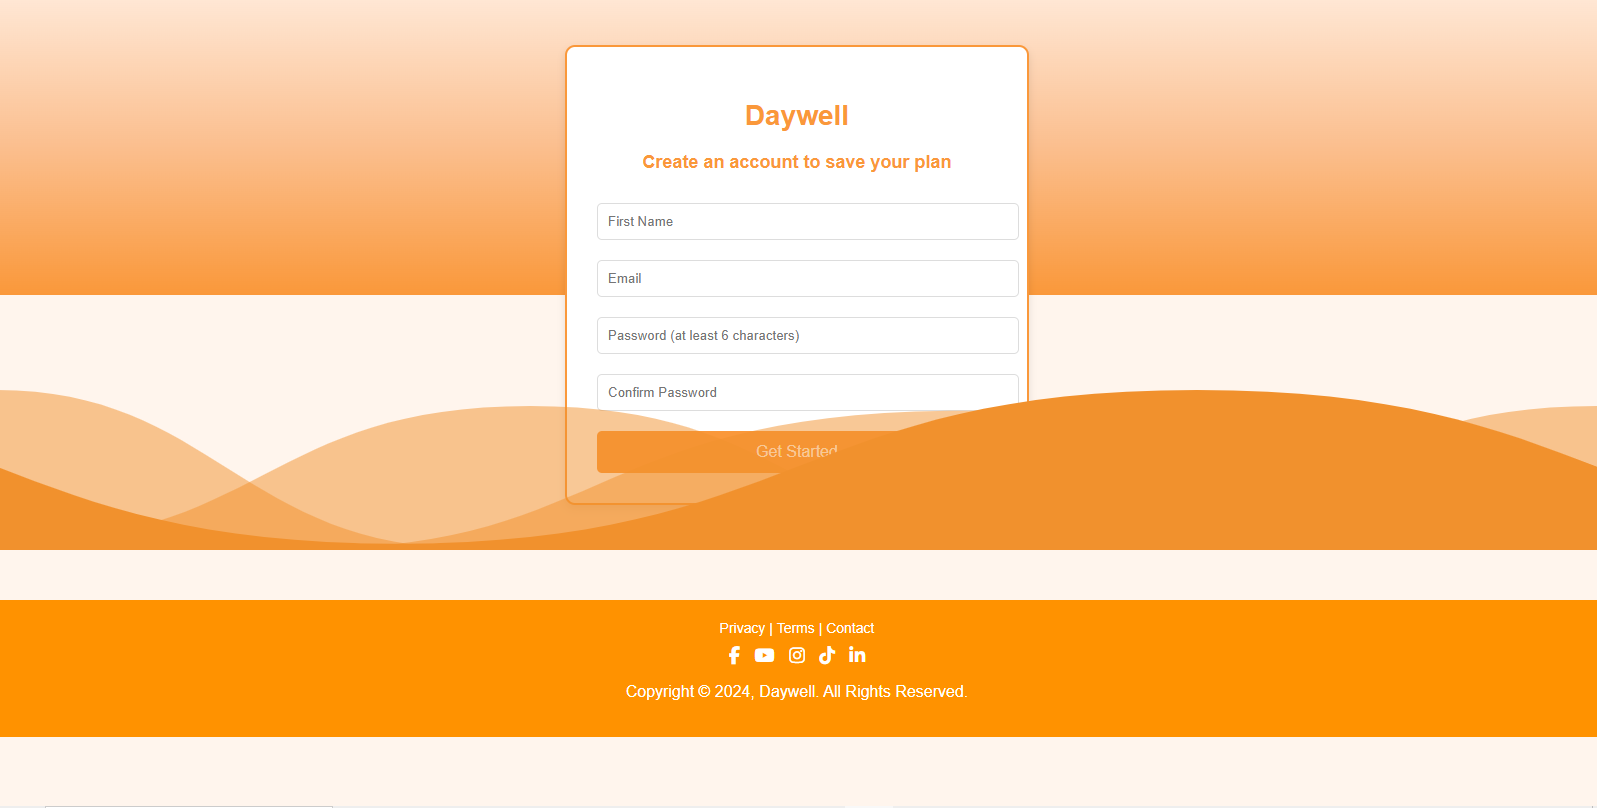 Daywell
Create an account to save your plan
First Name
Email
Password (at least 6 characters)
Confirm Password
Get Started
Privacy | Terms | Contact
Copyright © 2024, Daywell. All Rights Reserved.